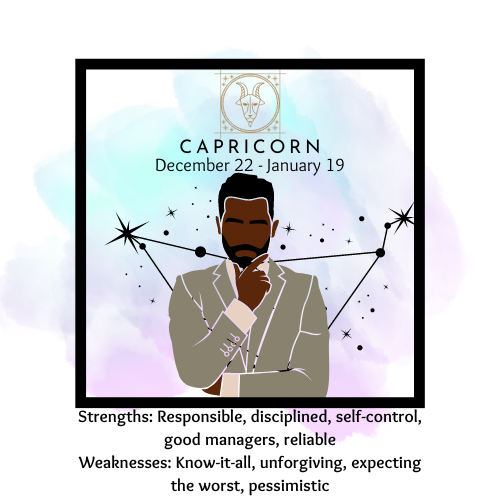 CAPRICORN
December 22 - January 19
Strengths: Responsible, disciplined, self-control,
good managers, reliable
Weaknesses: Know-it-all, unforgiving, expecting
the worst, pessimistic